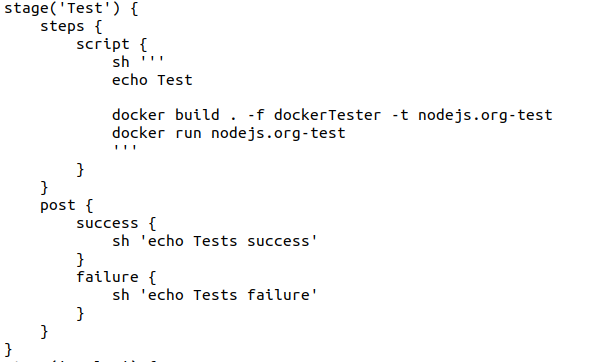 stage('Test') {
    steps {
        script {
            sh '''
            echo Test

            docker build . -f dockerTester -t nodejs.org-test
            docker run nodejs.org-test
            '''
        }
    }
    post {
        success {
            sh 'echo Tests success'
        }
        failure {
            sh 'echo Tests failure'
        }
    }
}